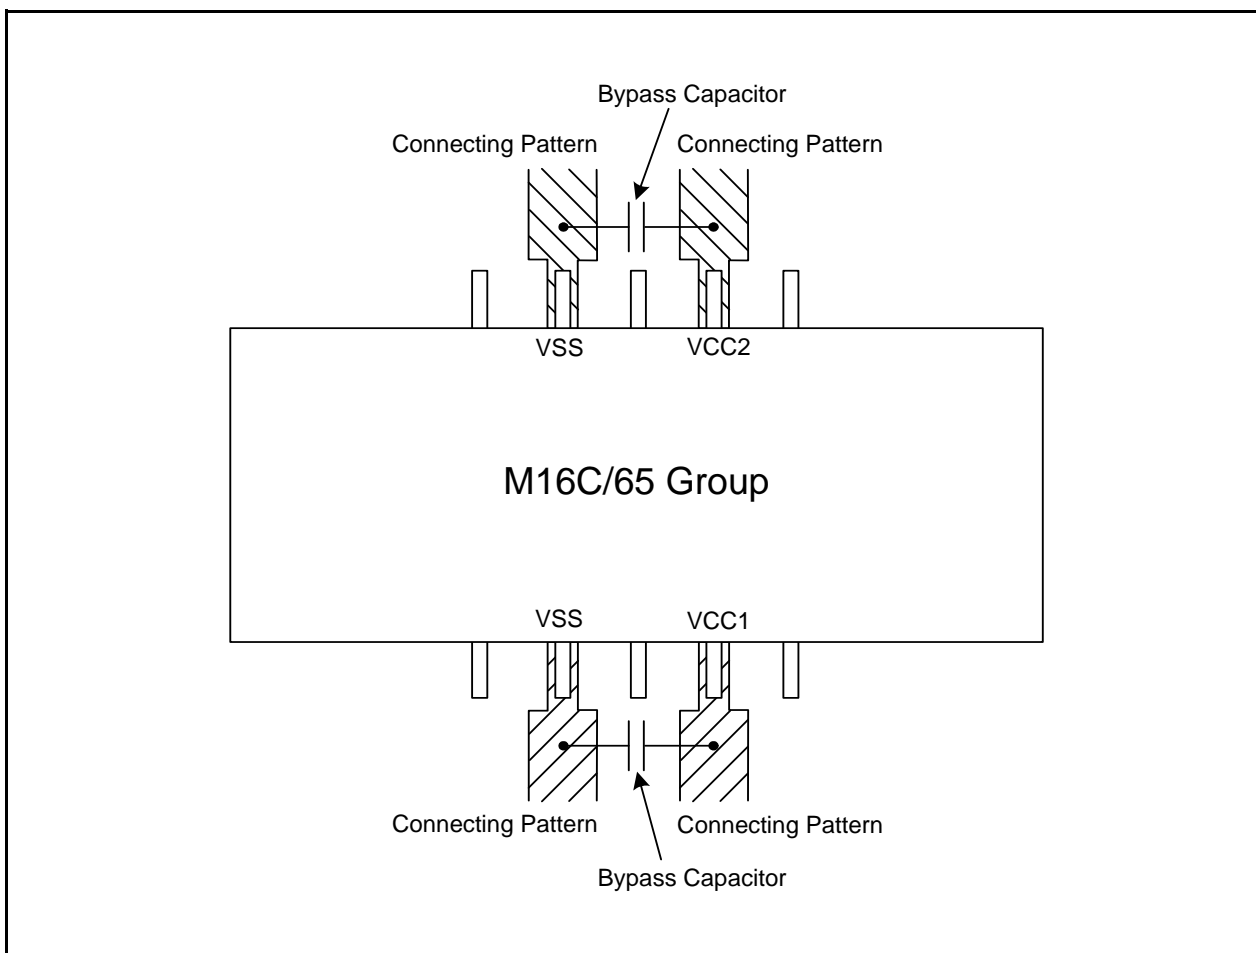 Bypass Capacitor
Connecting Pattern
Connecting Pattern
VSS
VCC2
M16C/65 Group
VSS
VCC1
Connecting Pattern
Connecting Pattern
Bypass Capacitor